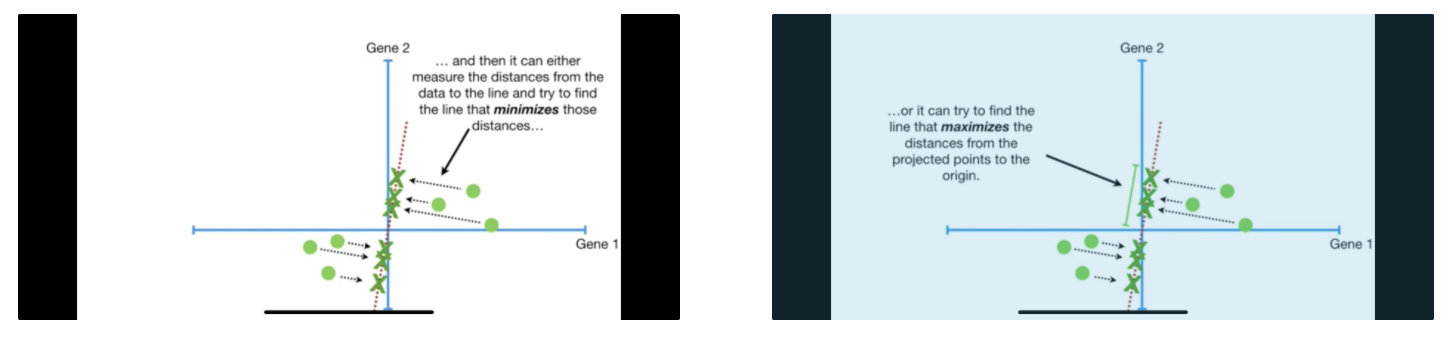 Gene 2
... and then it can either
measure the distances from the
data to the line and try to find
the line that minimizes those
distances...
Gene 1
Gene 2
...or it can try to find the
line that maximizes the
distances from the
projected points to the
origin.
Gene 1